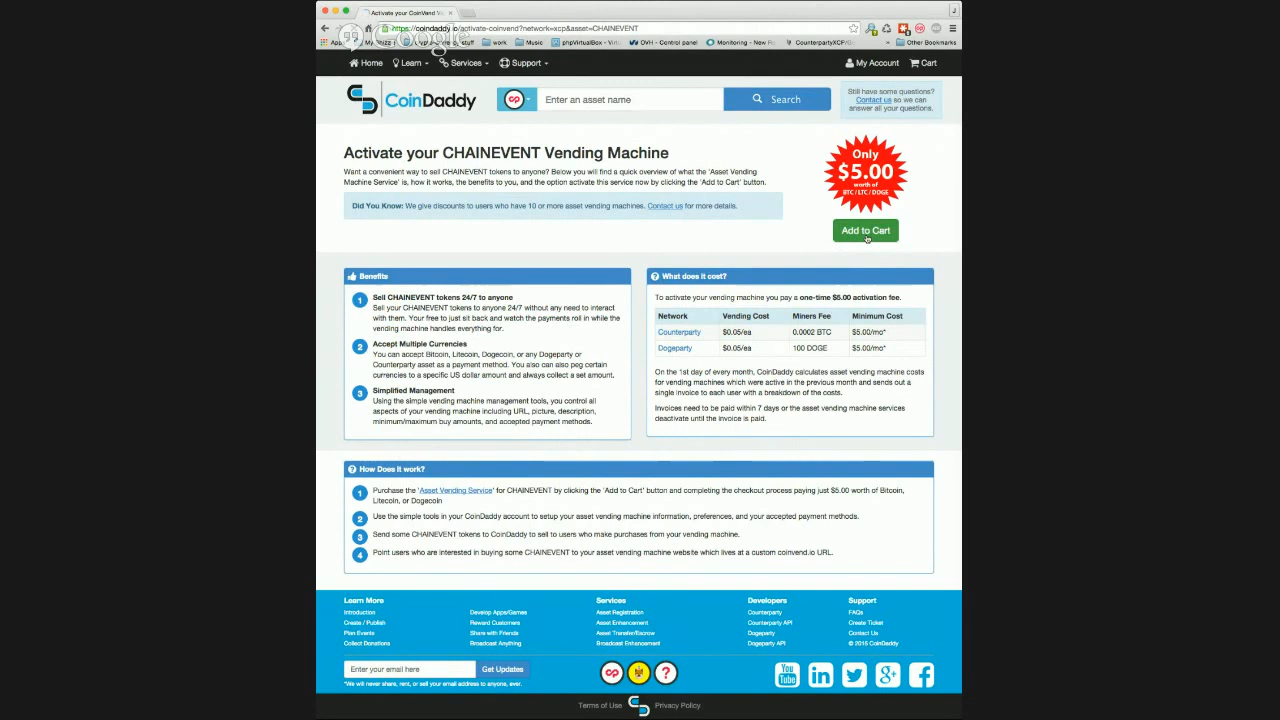 Activate your CoinVend Ve
https://coindaddy.io/activate-coinvend?network=xcp&asset=CHAINEVENT
Google
work
Music
phpVirtualBox
OVH - Control panel
Monitoring - New R
CounterpartyXCP/G
Other Bookmarks
Home Learn Services Support My Account Cart
CoinDaddy
Enter an asset name
Search
Still have some questions?
Contact us so we can
answer all your questions.
Activate your CHAINEVENT Vending Machine
Want a convenient way to sell CHAINEVENT tokens to anyone? Below you will find a quick overview of what the 'Asset Vending
Machine Service' is, how it works, the benefits to you, and the option activate this service now by clicking the 'Add to Cart' button.
Did You Know: We give discounts to users who have 10 or more asset vending machines. Contact us for more details.
Only
$5.00
worth of
BTC / LTC / DOGE
Add to Cart
Benefits
1 Sell CHAINEVENT tokens 24/7 to anyone
Sell your CHAINEVENT tokens to anyone 24/7 without any need to interact
with them. Your free to just sit back and watch the payments roll in while the
vending machine handles everything for.
2 Accept Multiple Currencies
You can accept Bitcoin, Litecoin, Dogecoin, or any Dogeparty or
Counterparty asset as a payment method. You also can also peg certain
currencies to a specific US dollar amount and always collect a set amount.
3 Simplified Management
Using the simple vending machine management tools, you control all
aspects of your vending machine including URL, picture, description,
minimum/maximum buy amounts, and accepted payment methods.
What does it cost?
To activate your vending machine you pay a one-time $5.00 activation fee.
Network Vending Cost Miners Fee Minimum Cost
Counterparty $0.05/ea 0.0002 BTC $5.00/mo*
Dogeparty $0.05/ea 100 DOGE $5.00/mo*
On the 1st day of every month, CoinDaddy calculates asset vending machine costs
for vending machines which were active in the previous month and sends out a
single invoice to each user with a breakdown of the costs.
Invoices need to be paid within 7 days or the asset vending machine services
deactivate until the invoice is paid.
How Does it work?
1 Purchase the 'Asset Vending Service' for CHAINEVENT by clicking the 'Add to Cart' button and completing the checkout process paying just $5.00 worth of Bitcoin,
Litecoin, or Dogecoin
2 Use the simple tools in your CoinDaddy account to setup your asset vending machine information, preferences, and your accepted payment methods.
3 Send some CHAINEVENT tokens to CoinDaddy to sell to users who make purchases from your vending machine.
4 Point users who are interested in buying some CHAINEVENT to your asset vending machine website which lives at a custom coinvend.io URL.
Learn More Services Developers Support
Introduction Develop Apps/Games Asset Registration Counterparty FAQs
Create / Publish Reward Customers Asset Enhancement Counterparty API Create Ticket
Plan Events Share with Friends Asset Transfer/Escrow Dogeparty Contact Us
Collect Donations Broadcast Anything Broadcast Enhancement Dogeparty API © 2015 CoinDaddy
Enter your email here
Get Updates
*We will never share, rent, or sell your email address to anyone, ever.
You
Tube
Terms of Use Privacy Policy